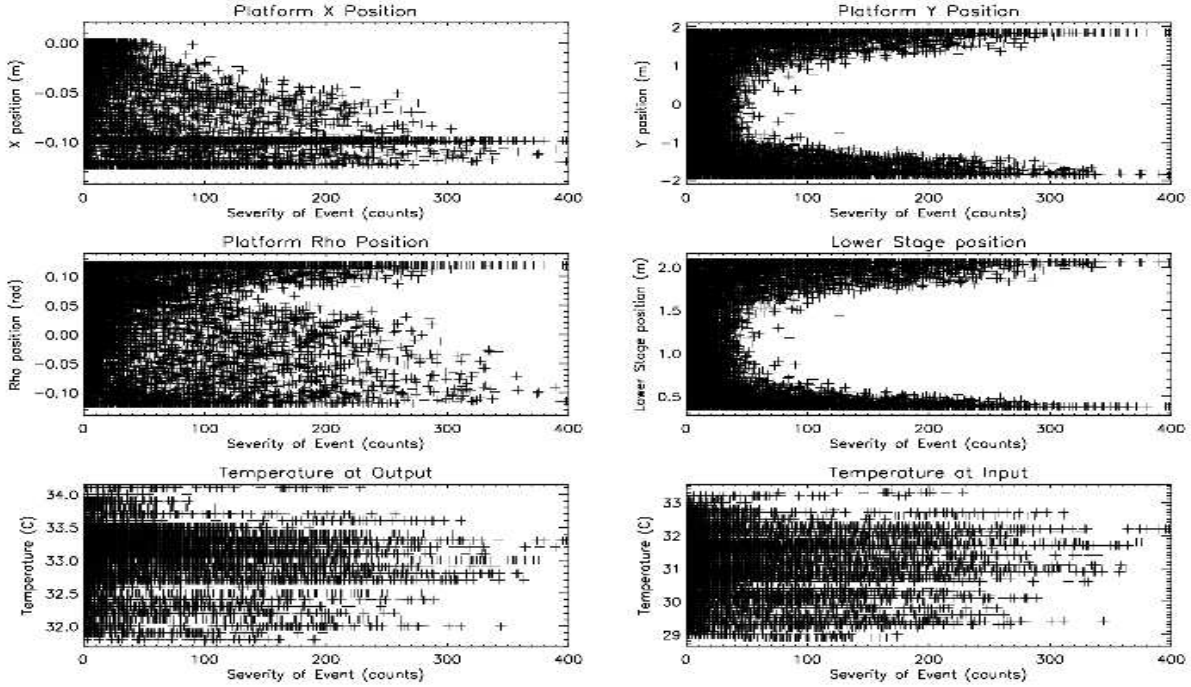 Platform X Position
X position (m)
0.00
−0.05
−0.10
0 100 200 300 400
Severity of Event (counts)
Platform Y Position
Y position (m)
2
1
0
−1
−2
0 100 200 300 400
Severity of Event (counts)
Platform Rho Position
Rho position (rad)
0.10
0.05
0.00
−0.05
−0.10
0 100 200 300 400
Severity of Event (counts)
Lower Stage position
Lower Stage position (m)
2.0
1.5
1.0
0.5
0 100 200 300 400
Severity of Event (counts)
Temperature at Output
Temperature (C)
34.0
33.5
33.0
32.5
32.0
0 100 200 300 400
Severity of Event (counts)
Temperature at Input
Temperature (C)
33
32
31
30
29
0 100 200 300 400
Severity of Event (counts)